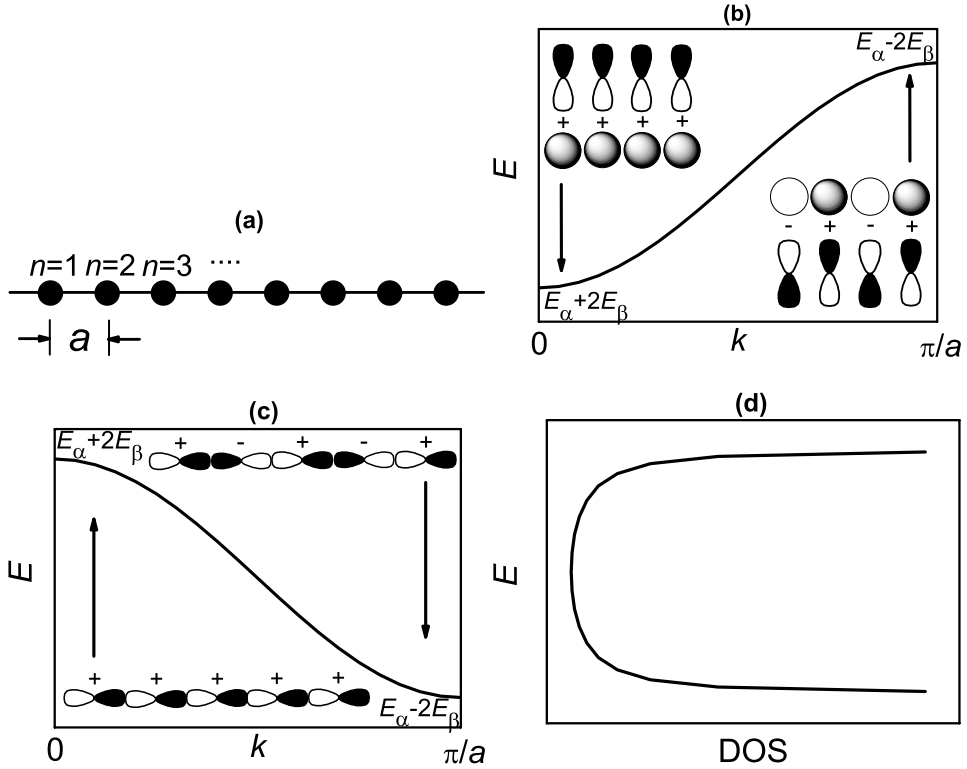 (a)
n=1 n=2 n=3 ....
a
(b)
Eα-2Eβ
+ + + +
E
- + - +
Eα+2Eβ
0 k π/a
(c)
Eα+2Eβ + - + - +
E
+ + + + +
Eα-2Eβ
0 k π/a
(d)
E
DOS